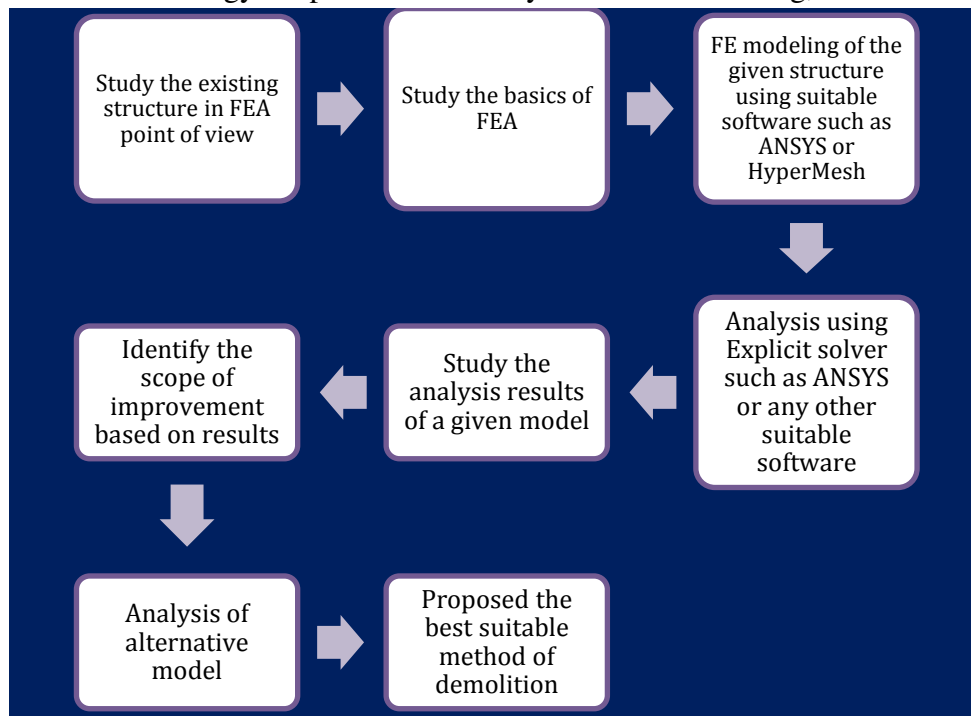 Study the existing
structure in FEA
point of view
Study the basics of
FEA
FE modeling of the
given structure
using suitable
software such as
ANSYS or
HyperMesh
Analysis using
Explicit solver
such as ANSYS
or any other
suitable
software
Study the
analysis results
of a given model
Identify the
scope of
improvement
based on results
Analysis of
alternative
model
Proposed the
best suitable
method of
demolition